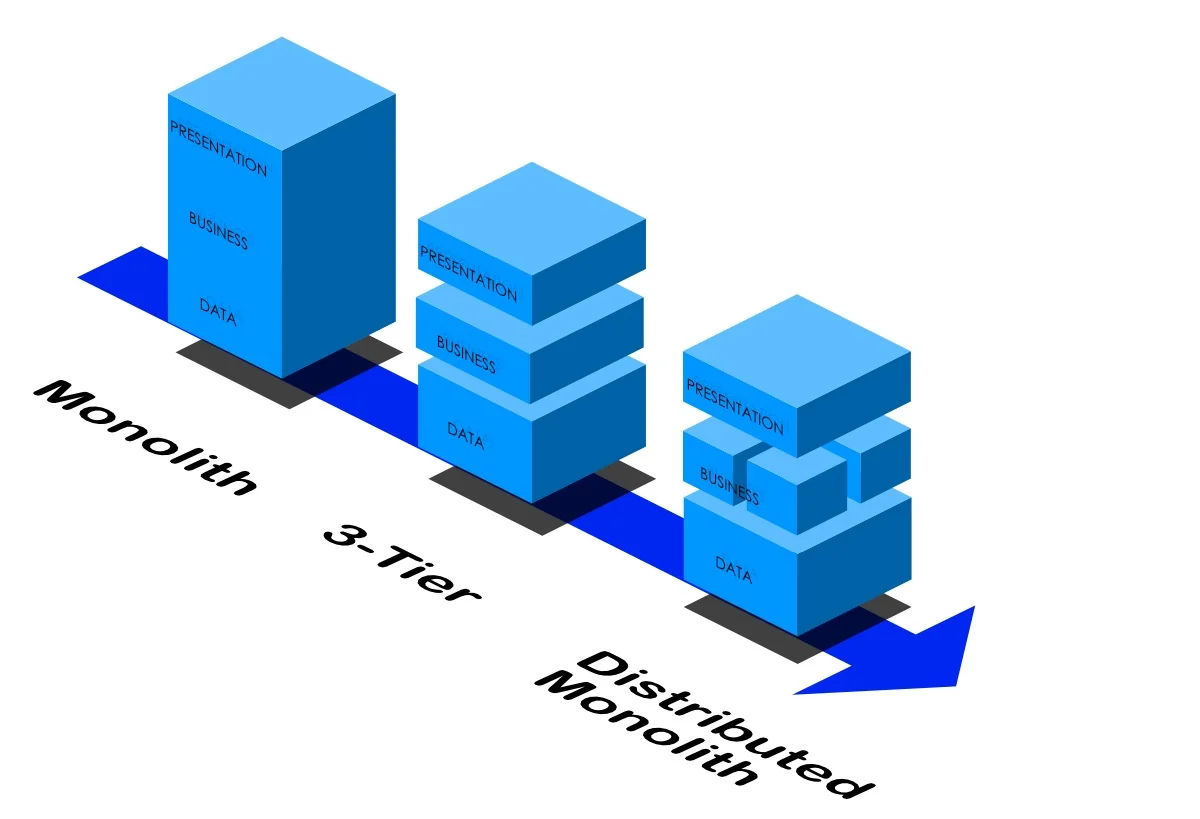 PRESENTATION
BUSINESS
DATA
Monolith
PRESENTATION
BUSINESS
DATA
3-Tier
PRESENTATION
BUSINESS
DATA
Distributed
Monolith